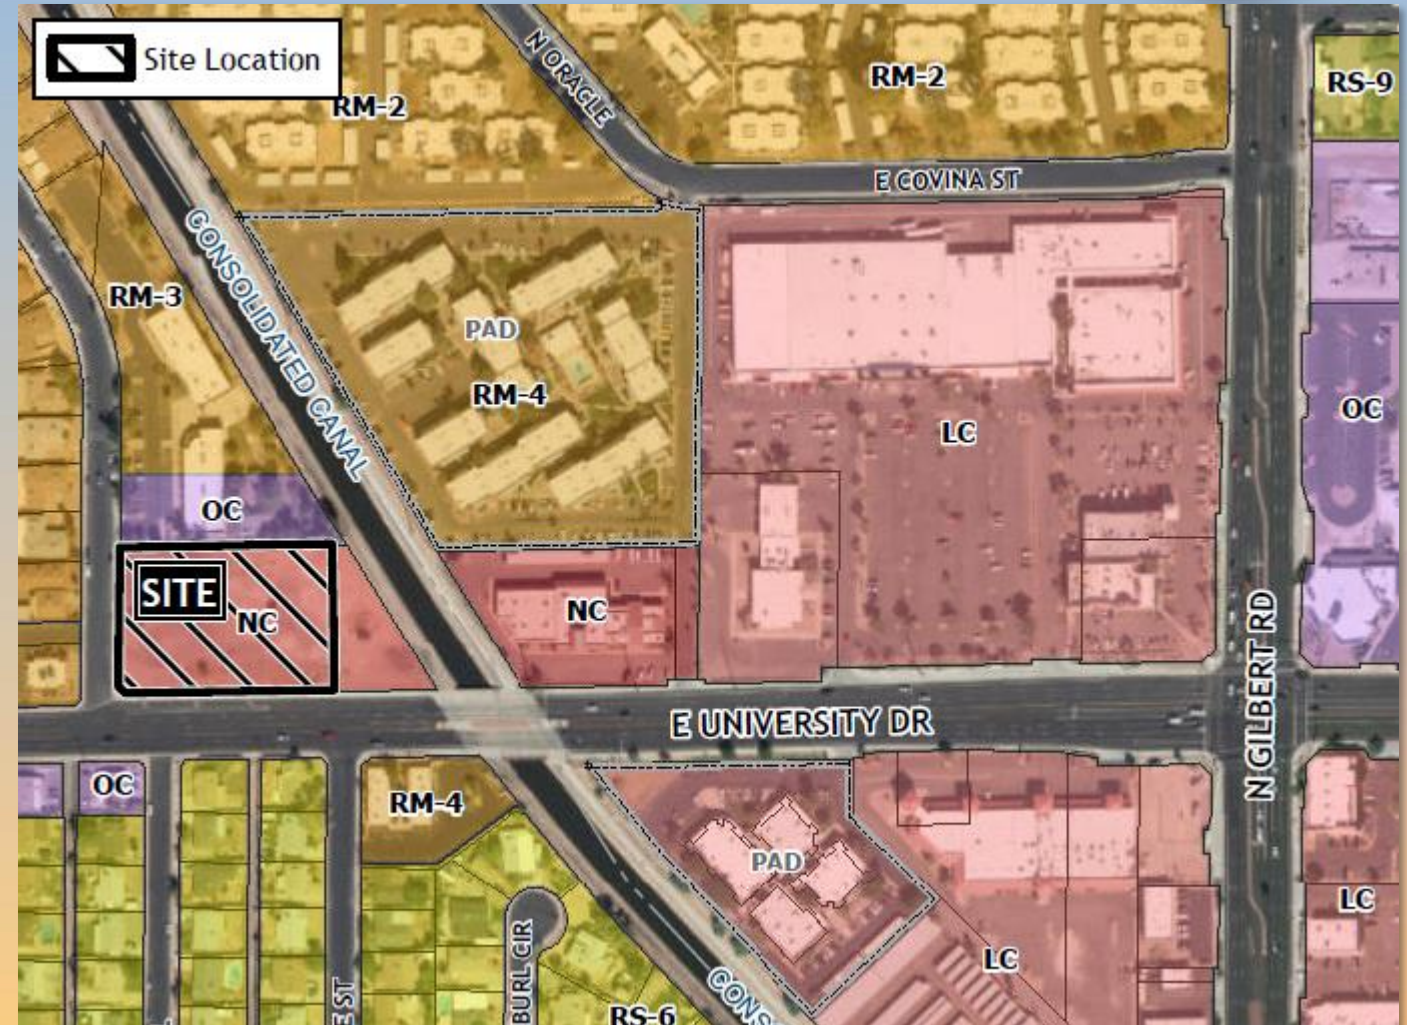 Site Location
RM-2
N ORACLE
RM-2
RS-9
E COVINA ST
CONSOLIDATED CANAL
RM-3
PAD
RM-4
LC
OC
OC
SITE
NC
NC
N GILBERT RD
E UNIVERSITY DR
OC
RM-4
PAD
LC
LC
BURL CIR
E ST
CONS
RS-6